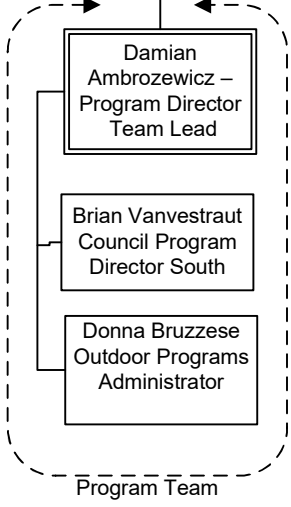 Damian
Ambrozewicz –
Program Director
Team Lead
Brian Vanvestraut
Council Program
Director South
Donna Bruzzese
Outdoor Programs
Administrator
Program Team